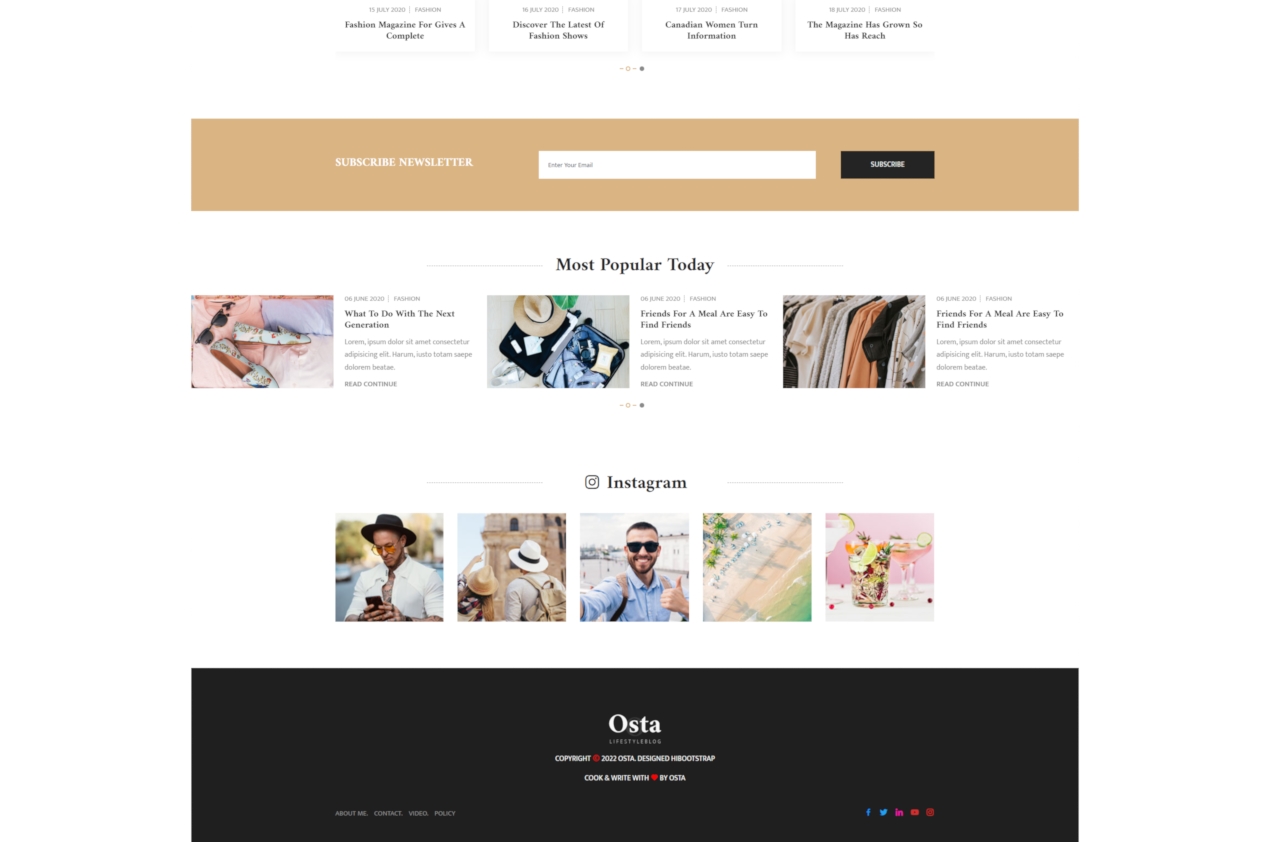 15 JULY 2020 | FASHION
Fashion Magazine For Gives A
Complete
16 JULY 2020 | FASHION
Discover The Latest Of
Fashion Shows
17 JULY 2020 | FASHION
Canadian Women Turn
Information
18 JULY 2020 | FASHION
The Magazine Has Grown So
Has Reach
SUBSCRIBE NEWSLETTER
Enter Your Email
SUBSCRIBE
Most Popular Today
06 JUNE 2020 | FASHION
What To Do With The Next
Generation
Lorem, ipsum dolor sit amet consectetur
adipisicing elit. Harum, iusto totam saepe
dolorem beatae.
READ CONTINUE
06 JUNE 2020 | FASHION
Friends For A Meal Are Easy To
Find Friends
Lorem, ipsum dolor sit amet consectetur
adipisicing elit. Harum, iusto totam saepe
dolorem beatae.
READ CONTINUE
06 JUNE 2020 | FASHION
Friends For A Meal Are Easy To
Find Friends
Lorem, ipsum dolor sit amet consectetur
adipisicing elit. Harum, iusto totam saepe
dolorem beatae.
READ CONTINUE
Instagram
Osta
LIFESTYLEBLOG
COPYRIGHT © 2022 OSTA. DESIGNED HIBOOTSTRAP
COOK & WRITE WITH ❤ BY OSTA
ABOUT ME. CONTACT. VIDEO. POLICY